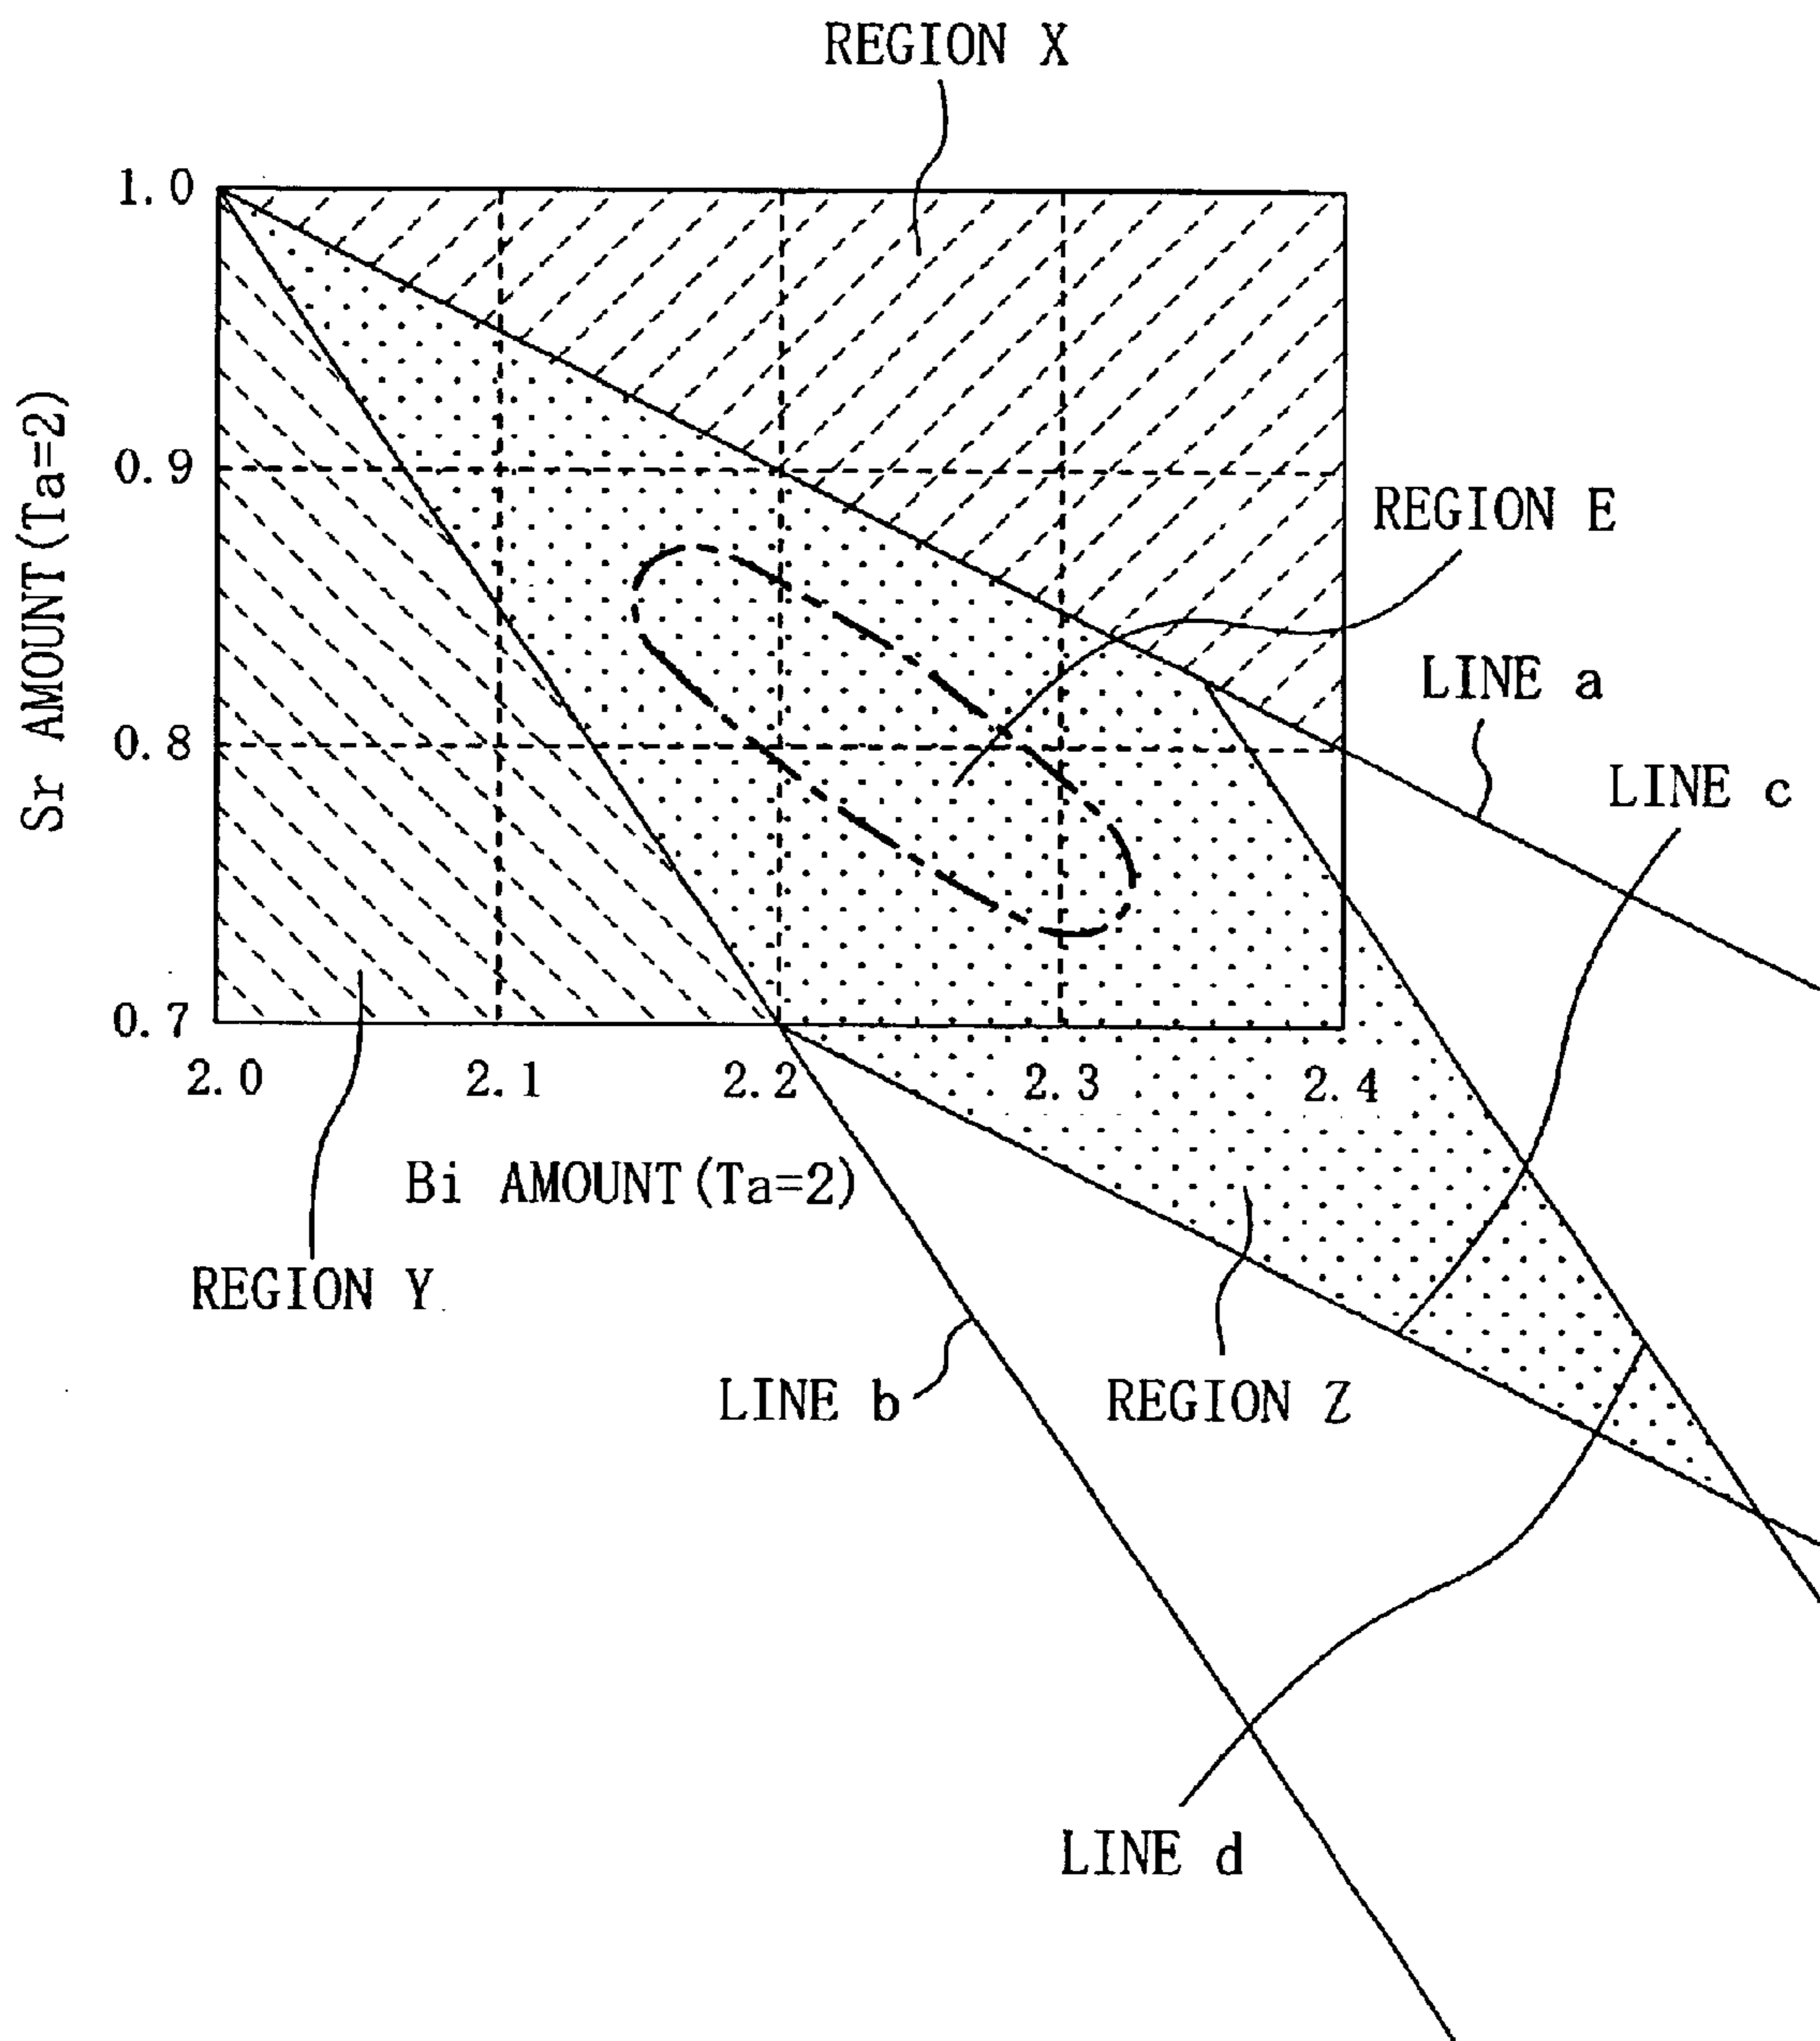 REGION X
1.0
0.9
0.8
0.7
Sr AMOUNT(Ta=2)
REGION E
LINE a
LINE c
2.0 2.1 2.2 2.3 2.4
Bi AMOUNT(Ta=2)
REGION Y
LINE b
REGION Z
LINE d